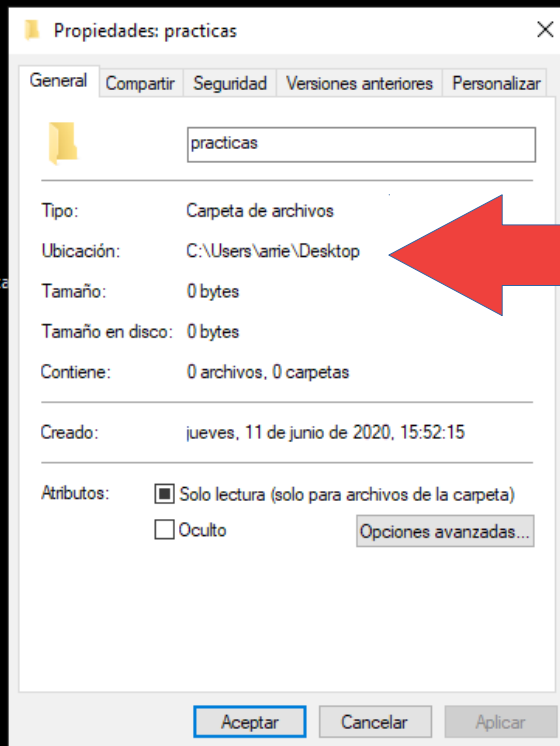 Propiedades: practicas
General Compartir Seguridad Versiones anteriores Personalizar
practicas
Tipo: Carpeta de archivos
Ubicación: C:\Users\arrie\Desktop
Tamaño: 0 bytes
Tamaño en disco: 0 bytes
Contiene: 0 archivos, 0 carpetas
Creado: jueves, 11 de junio de 2020, 15:52:15
Atributos: Solo lectura (solo para archivos de la carpeta)
Oculto Opciones avanzadas...
Aceptar Cancelar Aplicar